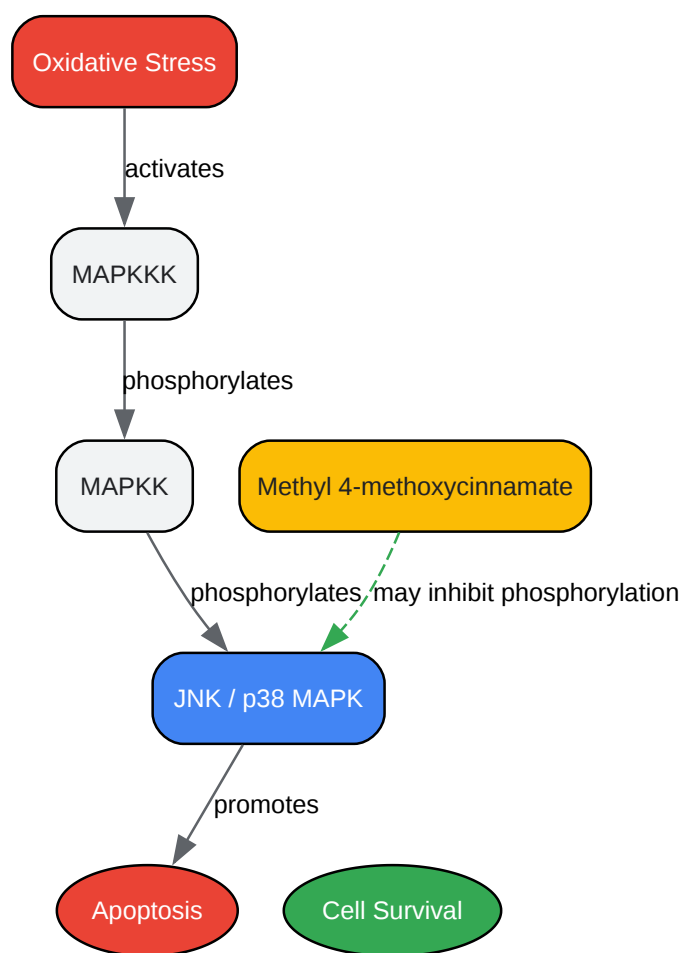 Oxidative Stress
activates
MAPKKK
phosphorylates
MAPKK
Methyl 4-methoxycinnamate
phosphorylates
may inhibit phosphorylation
JNK / p38 MAPK
promotes
Apoptosis
Cell Survival